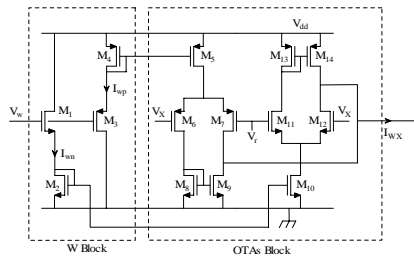 V_dd
M_4
M_5
M_13
M_14
I_wp
V_w
M_1
M_3
V_X
M_6
M_7
V_r
M_11
M_12
V_X
I_WX
I_wn
M_2
M_8
M_9
M_10
W Block
OTAs Block